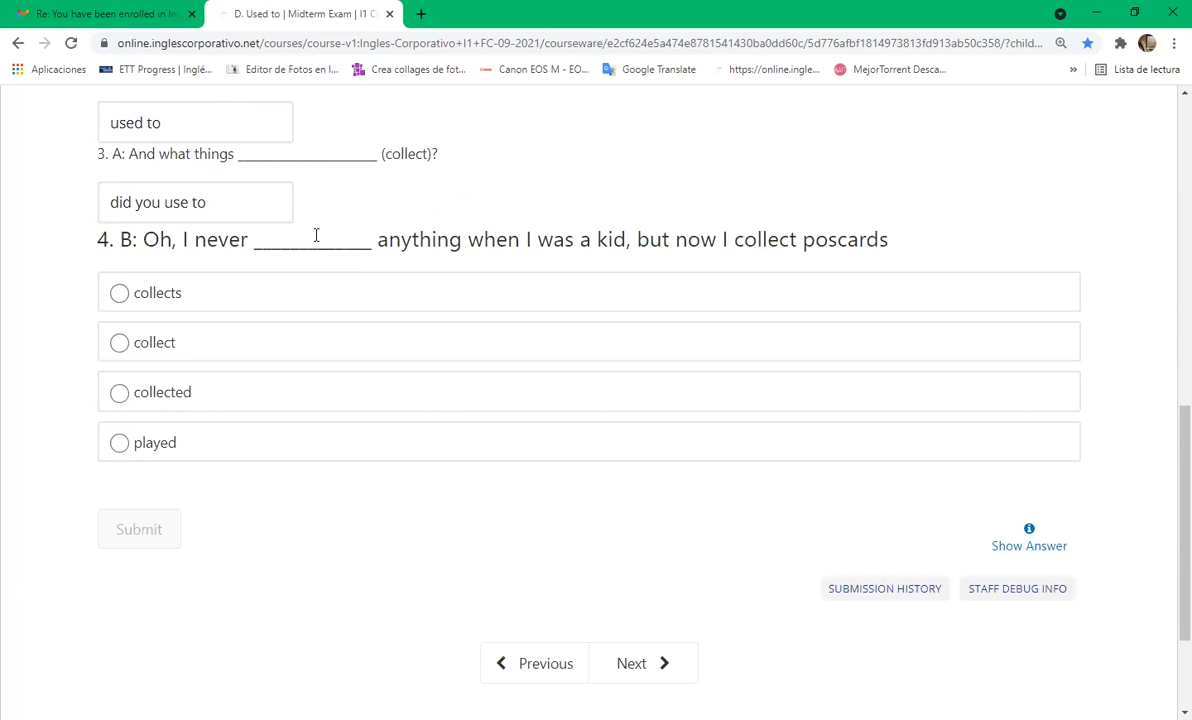 Re: You have been enrolled in In
D. Used to | Midterm Exam | I1 C
online.inglescorporativo.net/courses/course-v1:Ingles-Corporativo+I1+FC-09-2021/courseware/e2cf624e5a474e8781541430ba0dd60c/5d776afbf1814973813fd913ab50c358/?child...
Aplicaciones ETT Progress | Inglé... Editor de Fotos en l... Crea collages de fot... Canon EOS M - EO... Google Translate https://online.ingle... MejorTorrent Desca... » Lista de lectura
used to
3. A: And what things ____________________ (collect)?
did you use to
4. B: Oh, I never ____________ anything when I was a kid, but now I collect poscards
collects
collect
collected
played
Submit
Show Answer
SUBMISSION HISTORY STAFF DEBUG INFO
Previous Next